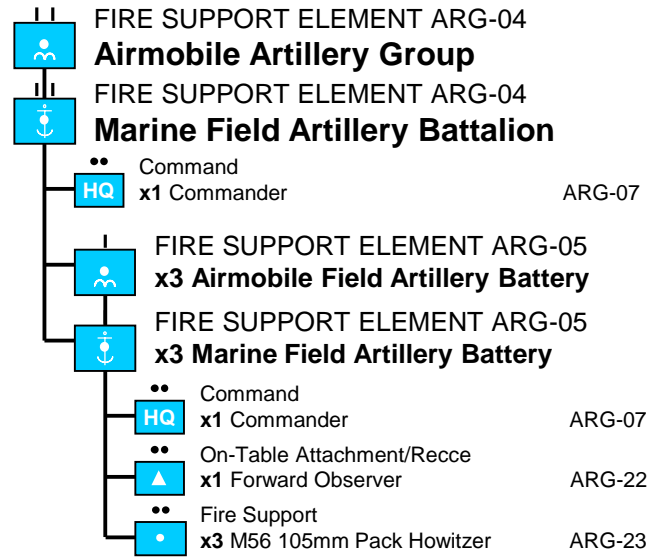 FIRE SUPPORT ELEMENT ARG-04
Airmobile Artillery Group
FIRE SUPPORT ELEMENT ARG-04
Marine Field Artillery Battalion
Command
HQ x1 Commander ARG-07
FIRE SUPPORT ELEMENT ARG-05
x3 Airmobile Field Artillery Battery
FIRE SUPPORT ELEMENT ARG-05
x3 Marine Field Artillery Battery
Command
HQ x1 Commander ARG-07
On-Table Attachment/Recce
x1 Forward Observer ARG-22
Fire Support
x3 M56 105mm Pack Howitzer ARG-23